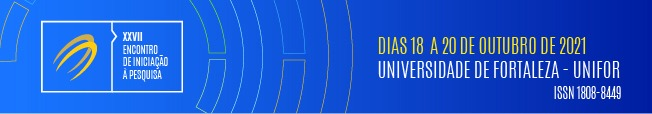 XXVII
ENCONTRO
DE INICIAÇÃO
À PESQUISA
DIAS 18 A 20 DE OUTUBRO DE 2021
UNIVERSIDADE DE FORTALEZA - UNIFOR
ISSN 1808-8449